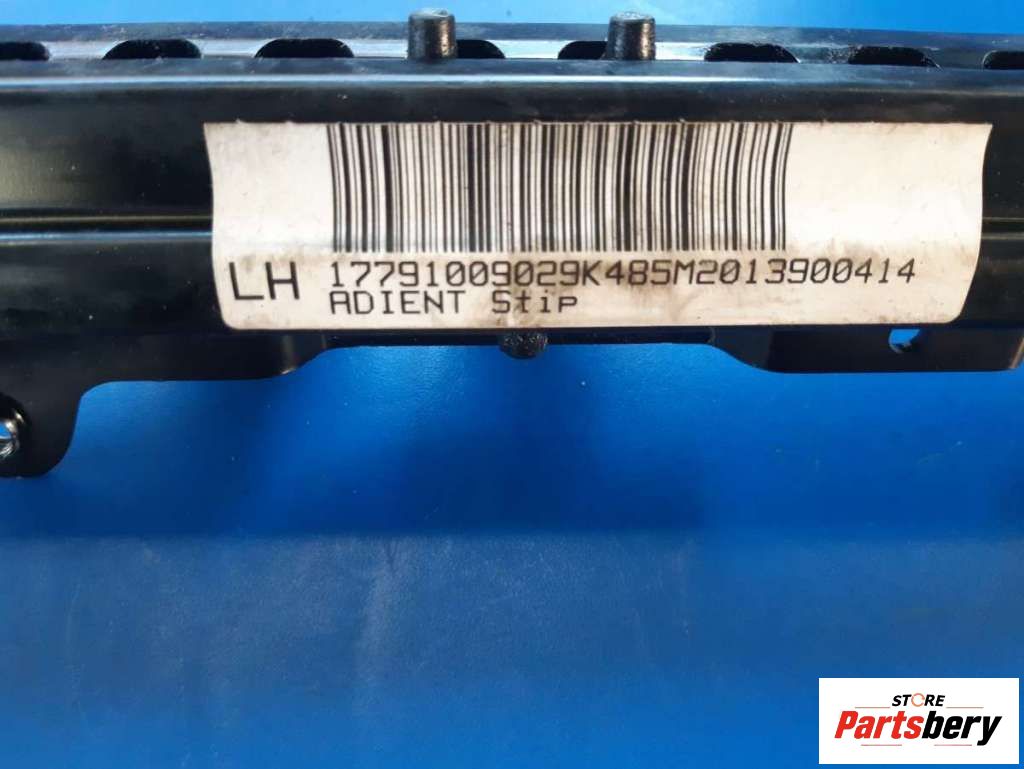 LH 17791009029K485M2013900414
ADIENT Stip
STORE
Partsbery